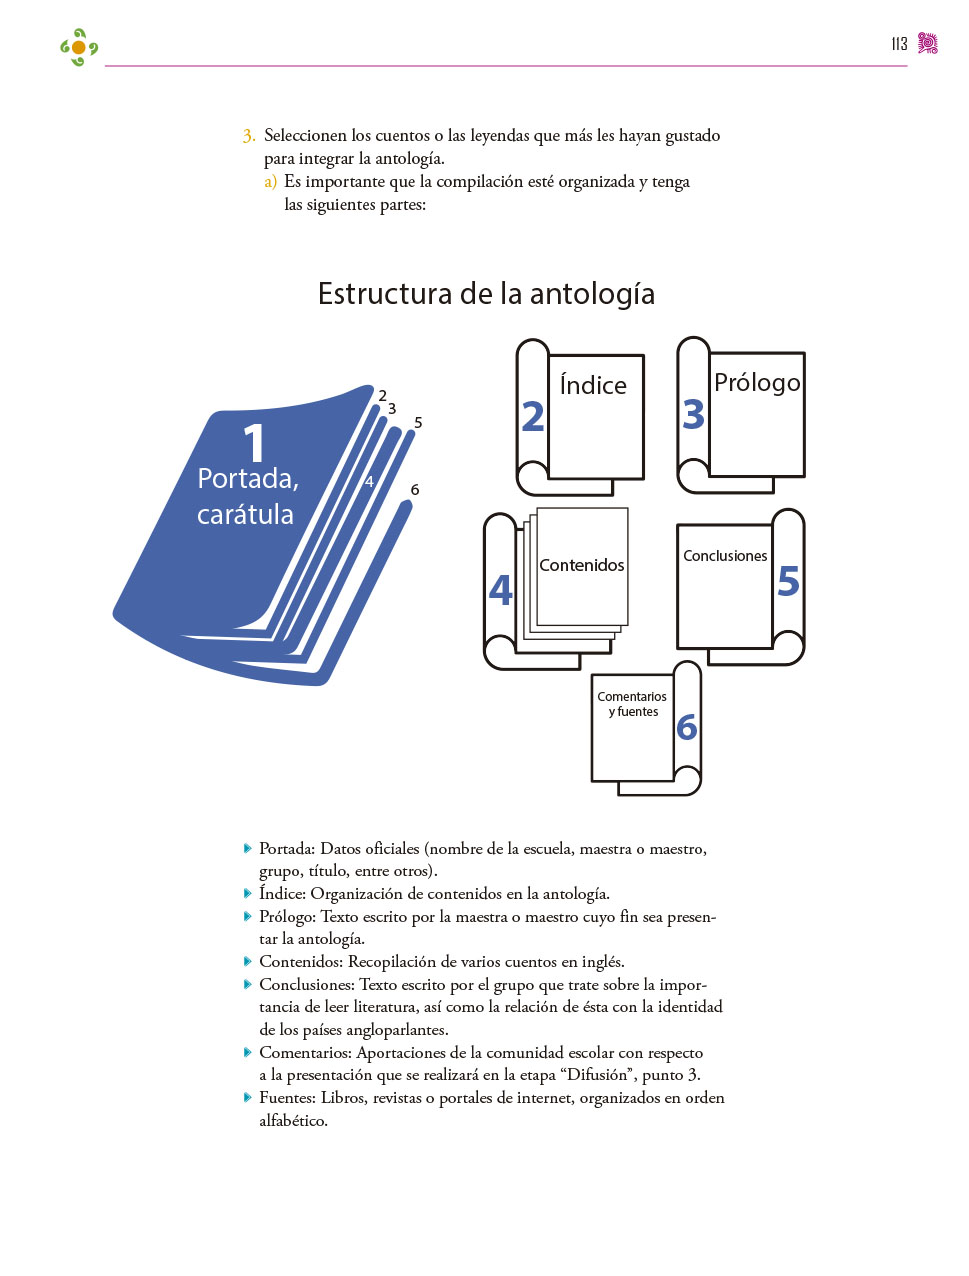 113
3. Seleccionen los cuentos o las leyendas que más les hayan gustado
para integrar la antología.
a) Es importante que la compilación esté organizada y tenga
las siguientes partes:
Estructura de la antología
1
Portada,
carátula
2
3
4
5
6
2
Índice
3
Prólogo
4
Contenidos
Conclusiones
5
Comentarios
y fuentes
6
Portada: Datos oficiales (nombre de la escuela, maestra o maestro,
grupo, título, entre otros).
Índice: Organización de contenidos en la antología.
Prólogo: Texto escrito por la maestra o maestro cuyo fin sea presen-
tar la antología.
Contenidos: Recopilación de varios cuentos en inglés.
Conclusiones: Texto escrito por el grupo que trate sobre la impor-
tancia de leer literatura, así como la relación de ésta con la identidad
de los países angloparlantes.
Comentarios: Aportaciones de la comunidad escolar con respecto
a la presentación que se realizará en la etapa “Difusión”, punto 3.
Fuentes: Libros, revistas o portales de internet, organizados en orden
alfabético.